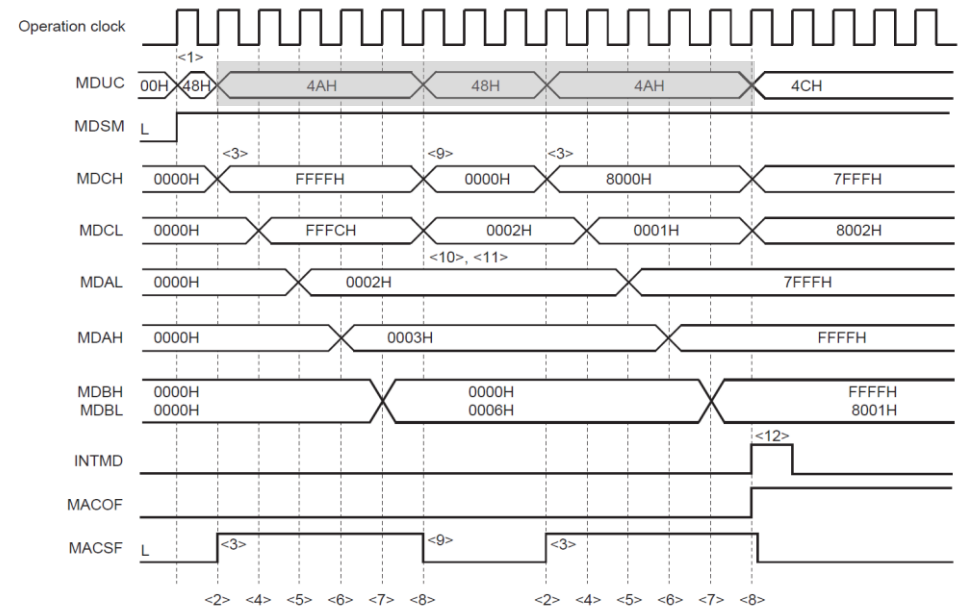 Operation clock
<1>
MDUC 00H 48H 4AH 48H 4AH 4CH
MDSM L
<3> <9> <3>
MDCH 0000H FFFFH 0000H 8000H 7FFFH
MDCL 0000H FFFCH 0002H 0001H 8002H
<10>, <11>
MDAL 0000H 0002H 7FFFH
MDAH 0000H 0003H FFFFH
MDBH 0000H 0000H FFFFH
MDBL 0000H 0006H 8001H
<12>
INTMD
MACOF
MACSF L <3> <9> <3>
<2> <4> <5> <6> <7> <8> <2> <4> <5> <6> <7> <8>